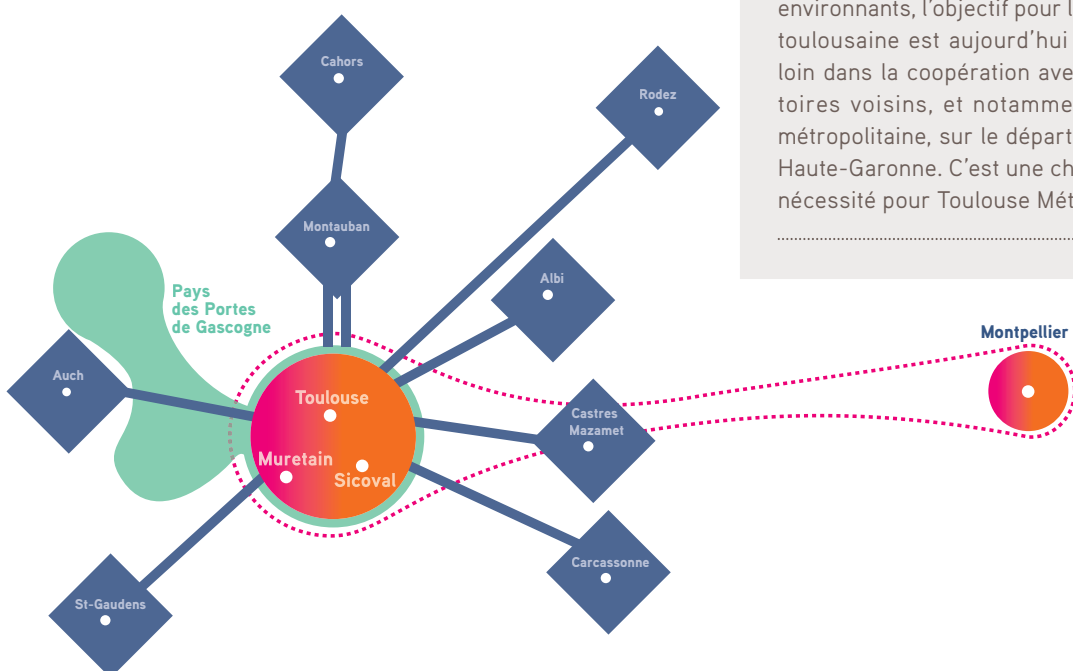 environnants, l'objectif pour l
toulousaine est aujourd'hui
loin dans la coopération ave
toires voisins, et notamme
métropolitaine, sur le départ
Haute-Garonne. C'est une ch
nécessité pour Toulouse Mét
Cahors
Rodez
Montauban
Albi
Pays
des Portes
de Gascogne
Montpellier
Auch
Toulouse
Castres
Mazamet
Muretain
Sicoval
Carcassonne
St-Gaudens